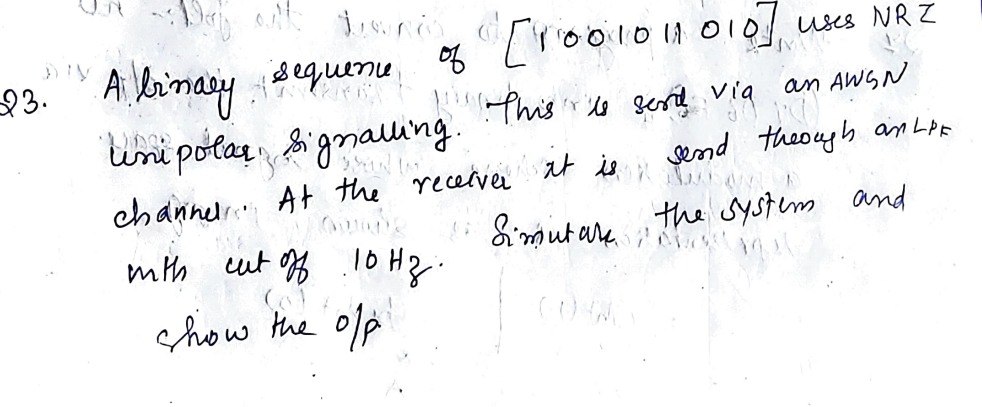 23. A binary sequence of [1001011010] uses NRZ
unipolar signalling. This is send via an AWGN
channel. At the receiver it is send through an LPF
with cut off 10 Hz. Simulate the system and
show the o/p